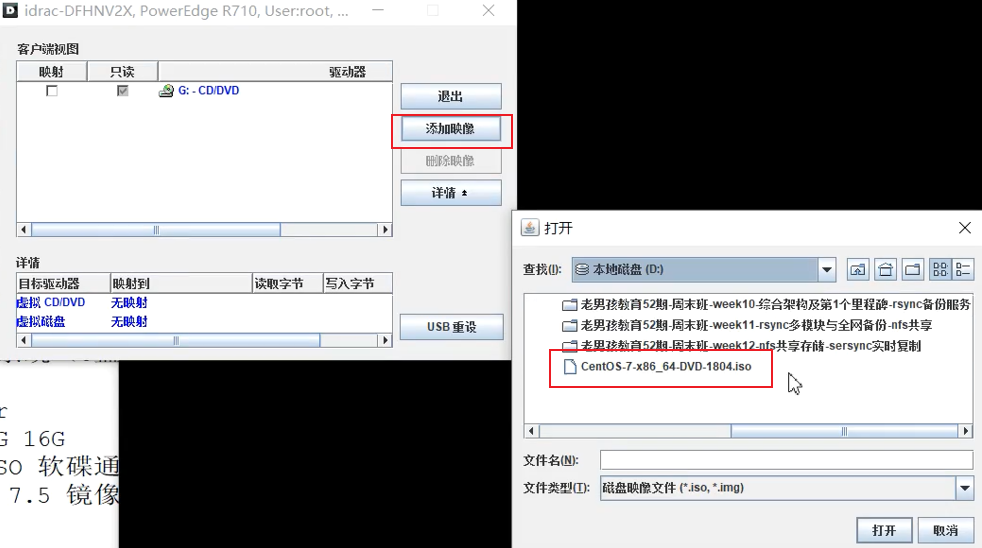 idrac-DFHNV2X, PowerEdge R710, User:root, ...
客户端视图
映射 只读 驱动器
G: - CD/DVD
退出
添加映像
删除映像
详情
详情
目标驱动器 映射到 读取字节 写入字节
虚拟 CD/DVD 无映射
虚拟磁盘 无映射
USB 重设
打开
查找(I): 本地磁盘 (D:)
老男孩教育52期-周末班-week10-综合架构及第1个里程碑-rsync备份服务
老男孩教育52期-周末班-week11-rsync多模块与全网备份-nfs共享
老男孩教育52期-周末班-week12-nfs共享存储-sersync实时复制
CentOS-7-x86_64-DVD-1804.iso
文件名(N):
文件类型(T): 磁盘映像文件 (*.iso, *.img)
打开 取消
r
G 16G
SO 软碟通
7.5 镜像